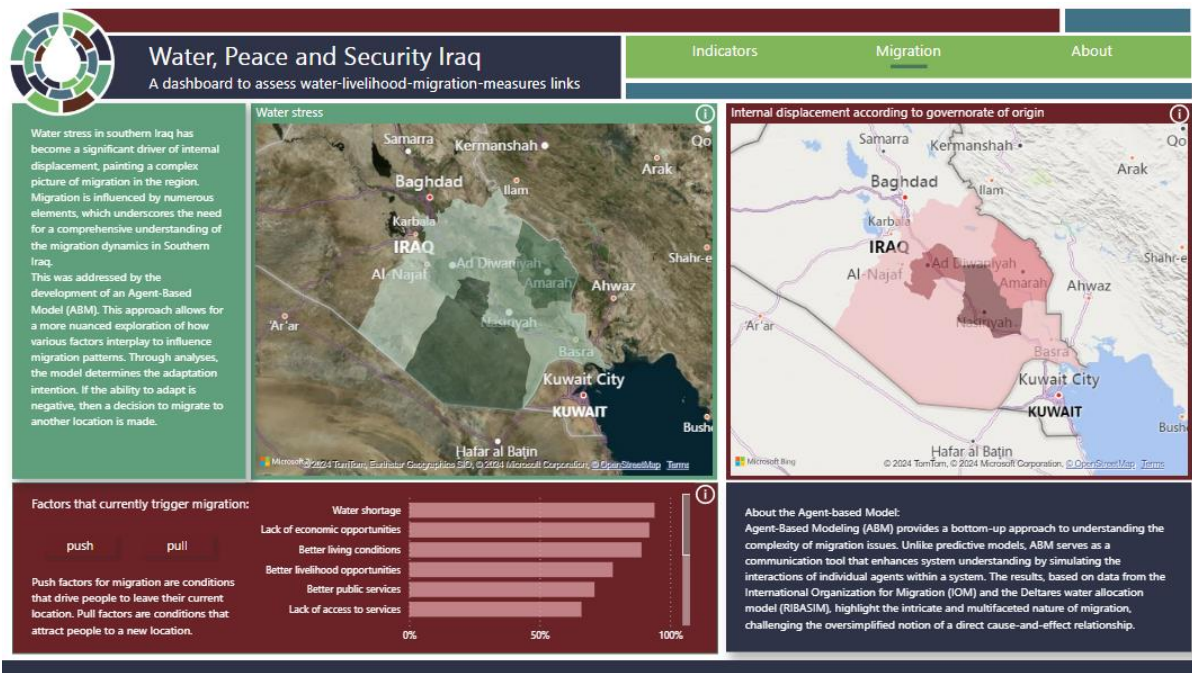 Water, Peace and Security Iraq
A dashboard to assess water-livelihood-migration-measures links
Indicators
Migration
About
Water stress in southern Iraq has
become a significant driver of internal
displacement, painting a complex
picture of migration in the region.
Migration is influenced by numerous
elements, which underscores the need
for a comprehensive understanding of
the migration dynamics in Southern
Iraq.
This was addressed by the
development of an Agent-Based
Model (ABM). This approach allows for
a more nuanced exploration of how
various factors interplay to influence
migration patterns. Through analyses,
the model determines the adaptation
intention. If the ability to adapt is
negative, then a decision to migrate to
another location is made.
Water stress
i
Samarra
Kermanshah
Qo
Arak
Baghdad
Ilam
Karbala
IRAQ
Shahr-e
Al-Najaf
Ad Diwaniyah
Amarah
Ahwaz
'Ar'ar
Nasiriyah
Basra
Kuwait City
KUWAIT
Bush
Hafar al Batin
© 2024 TomTom, Earthstar Geographics SIO, © 2024 Microsoft Corporation, © OpenStreetMap Terms
Internal displacement according to governorate of origin
i
Samarra
Kermanshah
Qo
Arak
Baghdad
Ilam
Karbala
IRAQ
Shahr-e
Al-Najaf
Ad Diwaniyah
Amarah
Ahwaz
'Ar'ar
Nasiriyah
Basra
Kuwait City
KUWAIT
Bush
Hafar al Batin
Microsoft Bing
© 2024 TomTom, © 2024 Microsoft Corporation, © OpenStreetMap Terms
Factors that currently trigger migration:
push
pull
Push factors for migration are conditions
that drive people to leave their current
location. Pull factors are conditions that
attract people to a new location.
i
Water shortage
Lack of economic opportunities
Better living conditions
Better livelihood opportunities
Better public services
Lack of access to services
0%
50%
100%
About the Agent-based Model:
Agent-Based Modeling (ABM) provides a bottom-up approach to understanding the
complexity of migration issues. Unlike predictive models, ABM serves as a
communication tool that enhances system understanding by simulating the
interactions of individual agents within a system. The results, based on data from the
International Organization for Migration (IOM) and the Deltares water allocation
model (RIBASIM), highlight the intricate and multifaceted nature of migration,
challenging the oversimplified notion of a direct cause-and-effect relationship.